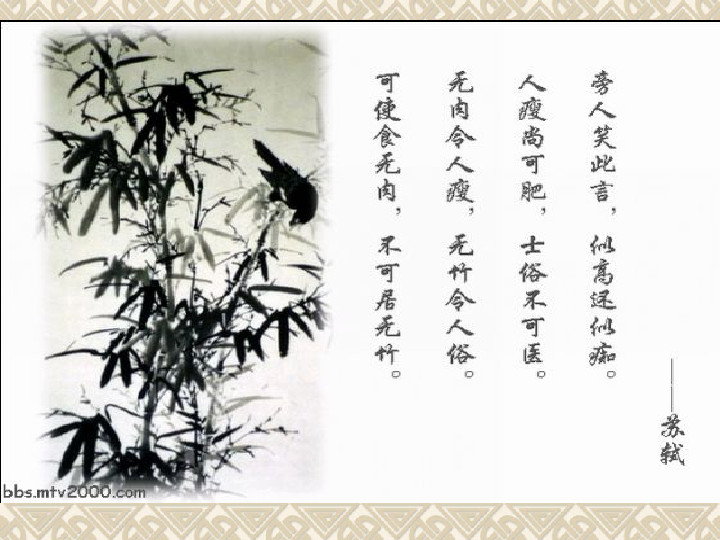 可使食无肉，不可居无竹。
无肉令人瘦，无竹令人俗。
人瘦尚可肥，士俗不可医。
旁人笑此言，似高还似痴。
——苏轼
bbs.mtv2000.com